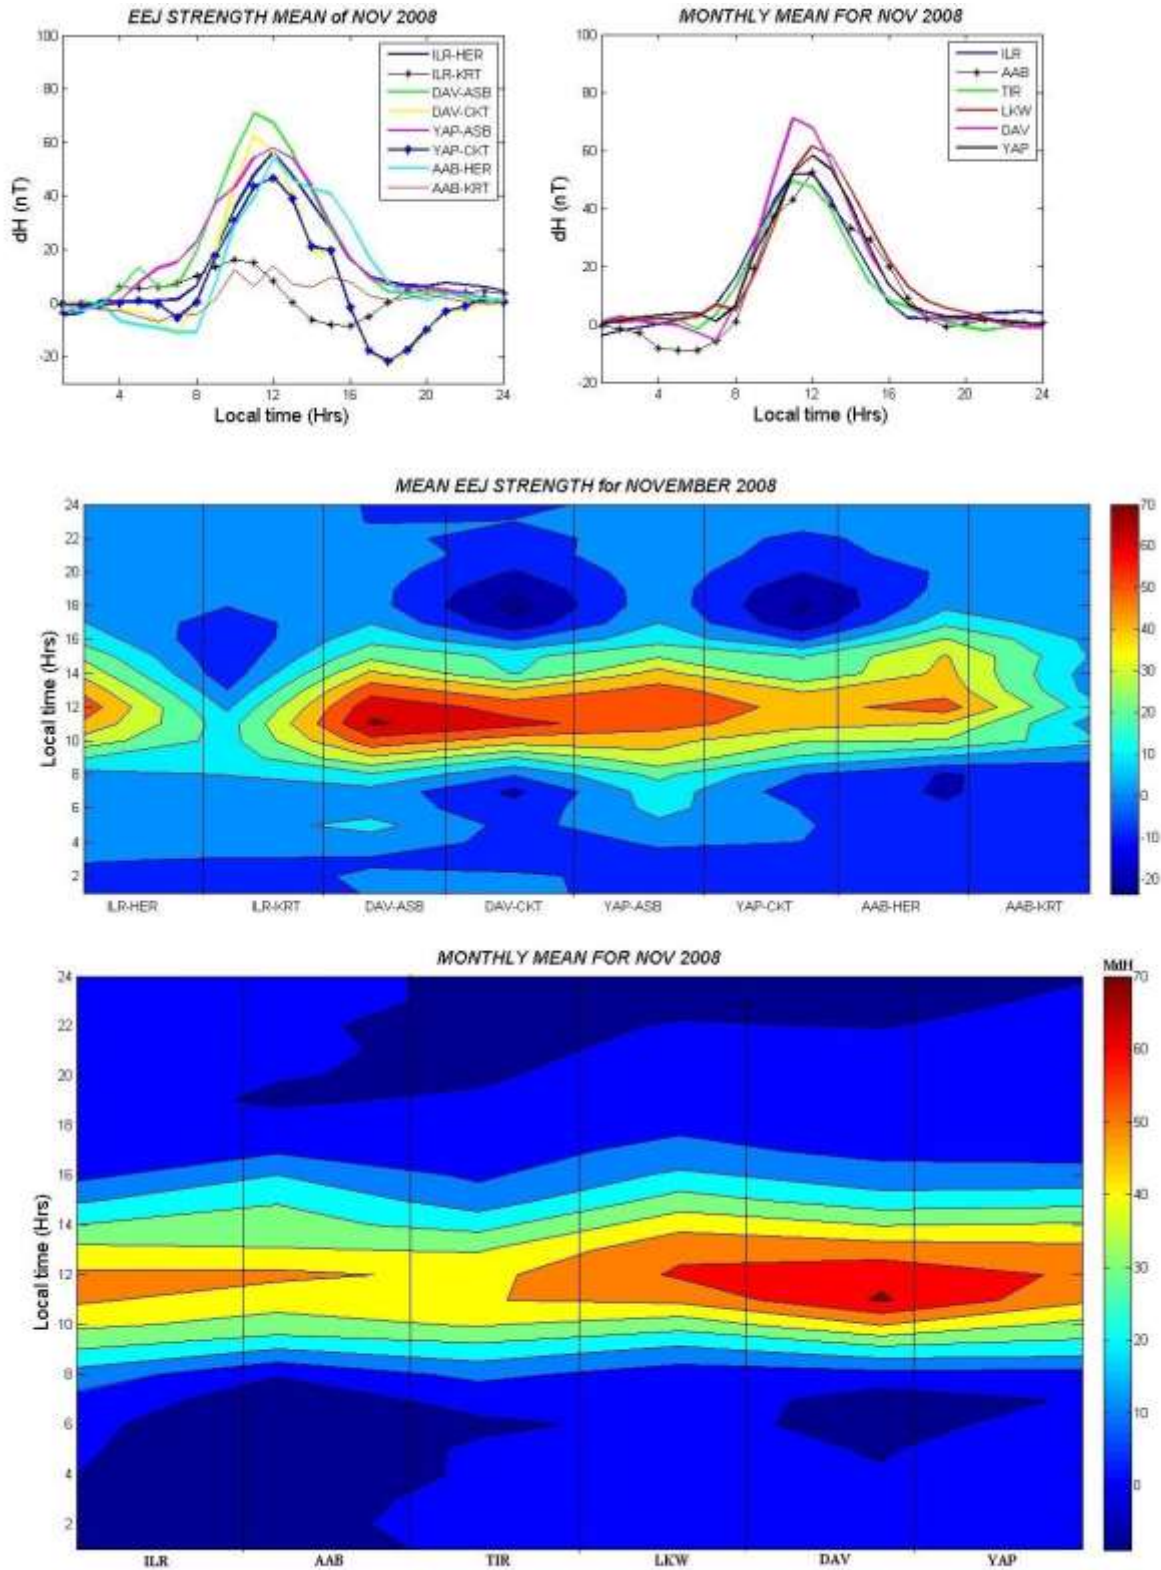 EEJ STRENGTH MEAN of NOV 2008
100
80
60
40
20
0
-20
dH (nT)
4 8 12 16 20 24
Local time (Hrs)
ILR-HER
ILR-KRT
DAV-ASB
DAV-CKT
YAP-ASB
YAP-CKT
AAB-HER
AAB-KRT
MONTHLY MEAN FOR NOV 2008
100
80
60
40
20
0
-20
dH (nT)
4 8 12 16 20 24
Local time (Hrs)
ILR
AAB
TIR
LKW
DAV
YAP
MEAN EEJ STRENGTH for NOVEMBER 2008
24
22
20
18
16
14
12
10
8
6
4
2
Local time (Hrs)
ILR-HER ILR-KRT DAV-ASB DAV-CKT YAP-ASB YAP-CKT AAB-HER AAB-KRT
70
60
50
40
30
20
10
0
-10
-20
MONTHLY MEAN FOR NOV 2008
24
22
20
18
16
14
12
10
8
6
4
2
Local time (Hrs)
ILR AAB TIR LKW DAV YAP
MdH
70
60
50
40
30
20
10
0